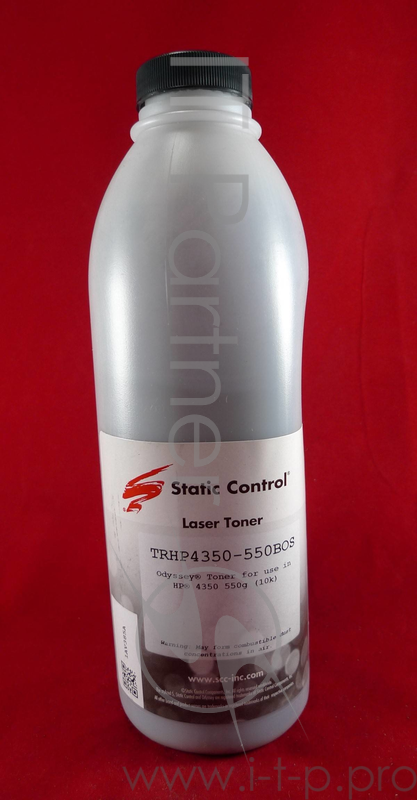 IT Partner
Static Control®
Laser Toner
TRHP4350-550BOS
Odyssey® Toner for use in
HP® 4350 550g (10k)
Warning: May form combustible dust
concentrations in air.
www.scc-inc.com
www.i-t-p.pro